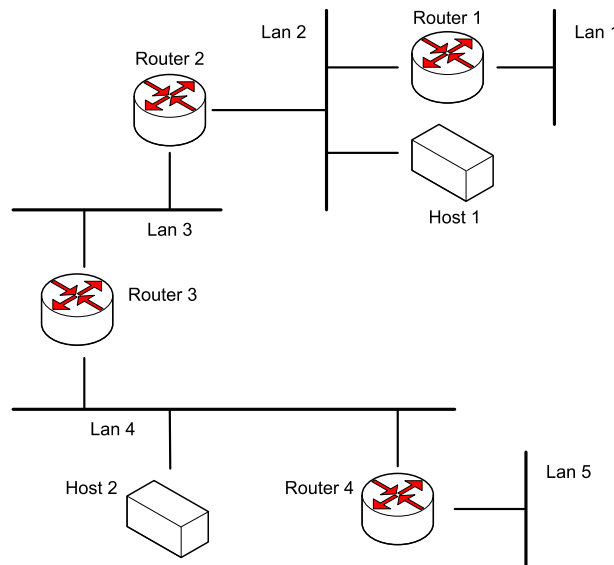 Lan 2
Router 1
Lan 1
Router 2
Host 1
Lan 3
Router 3
Lan 4
Host 2
Router 4
Lan 5